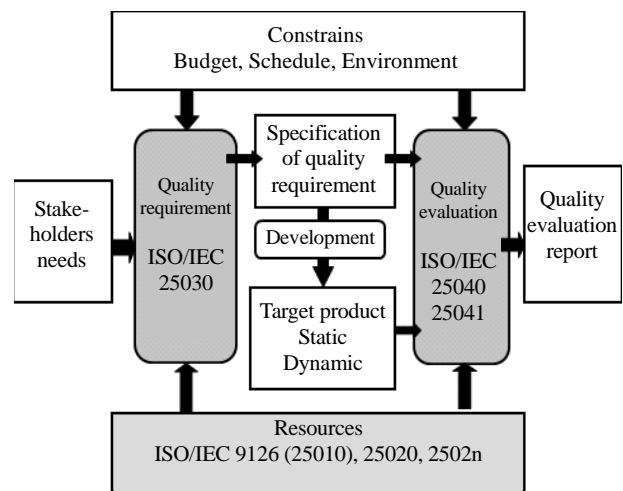 Constrains
Budget, Schedule, Environment
Stake-
holders
needs
Quality
requirement
ISO/IEC
25030
Specification
of quality
requirement
Development
Target product
Static
Dynamic
Quality
evaluation
ISO/IEC
25040
25041
Quality
evaluation
report
Resources
ISO/IEC 9126 (25010), 25020, 2502n